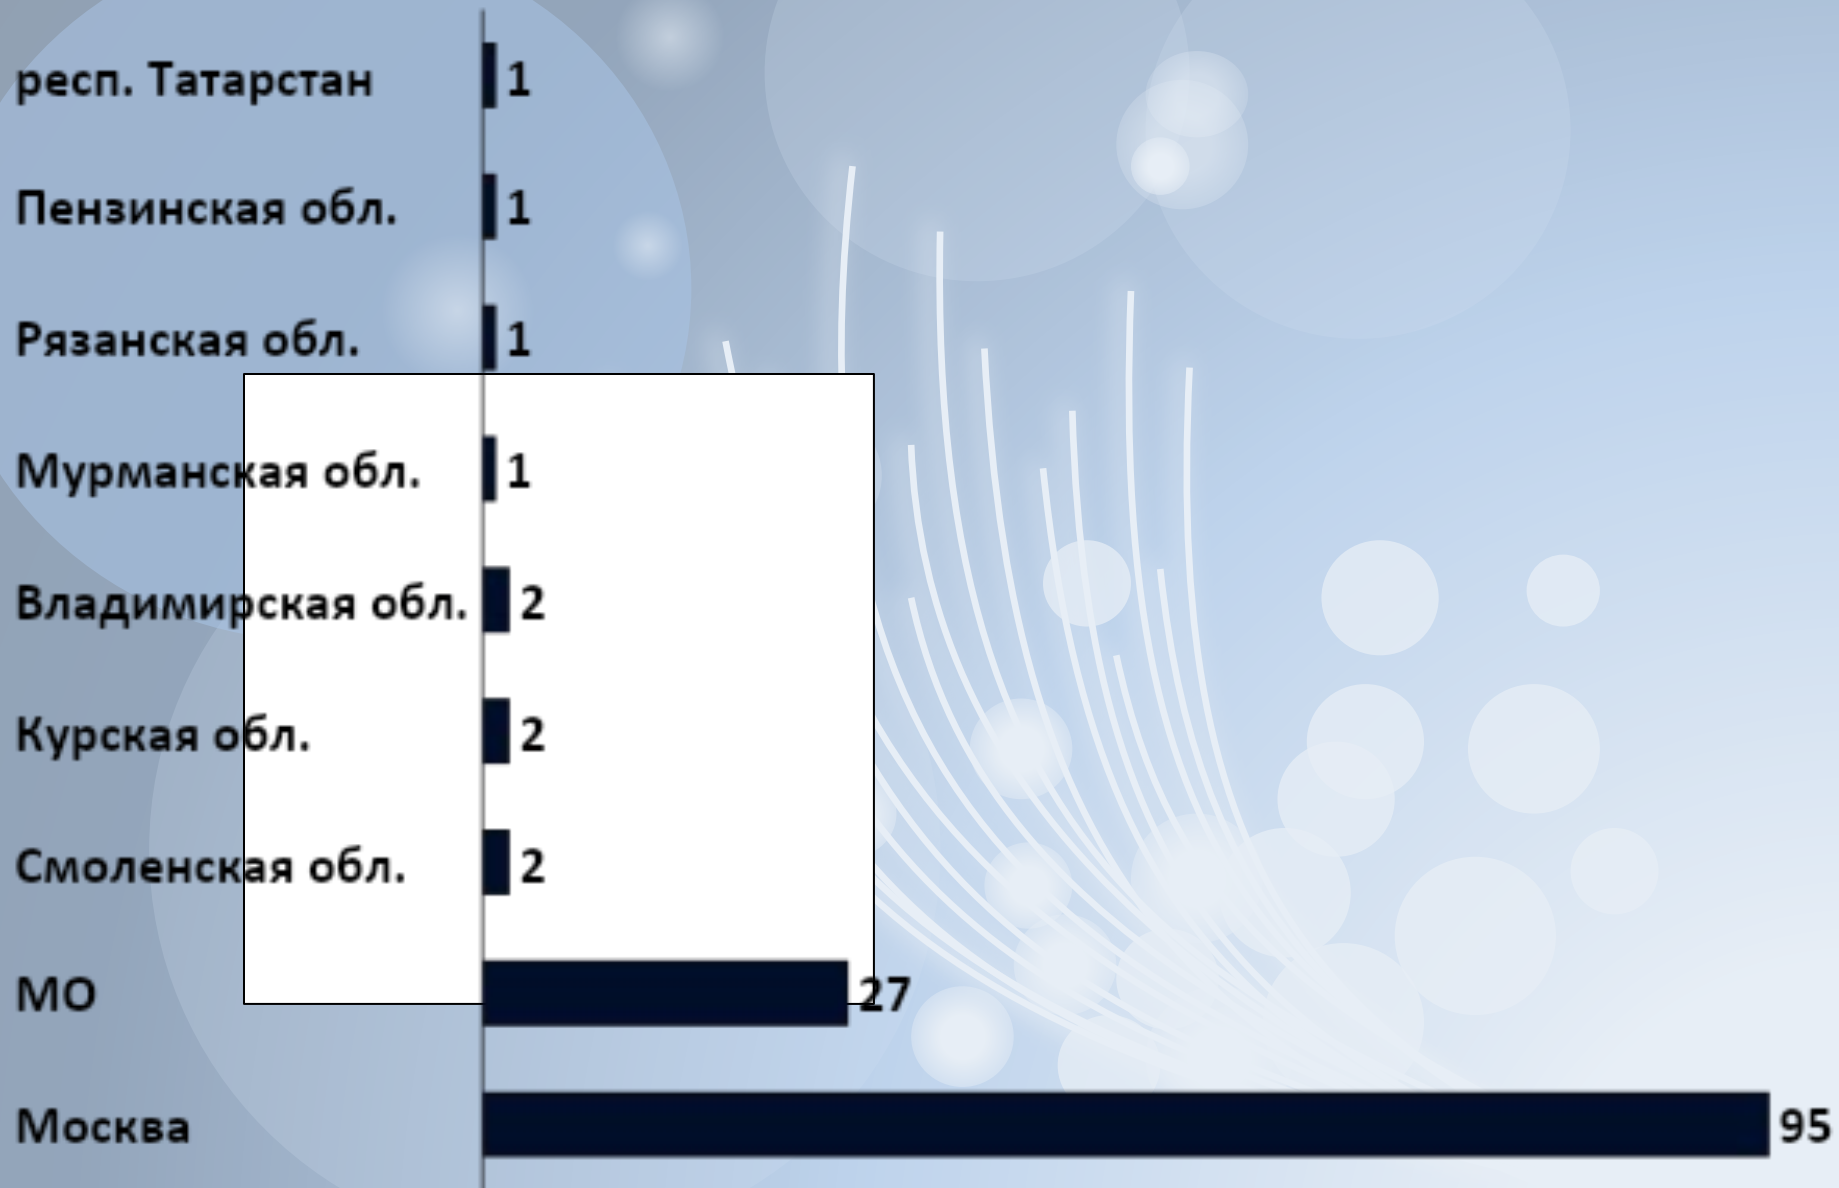 респ. Татарстан 1
Пензинская обл. 1
Рязанская обл. 1
Мурманская обл. 1
Владимирская обл. 2
Курская обл. 2
Смоленская обл. 2
МО 27
Москва 95